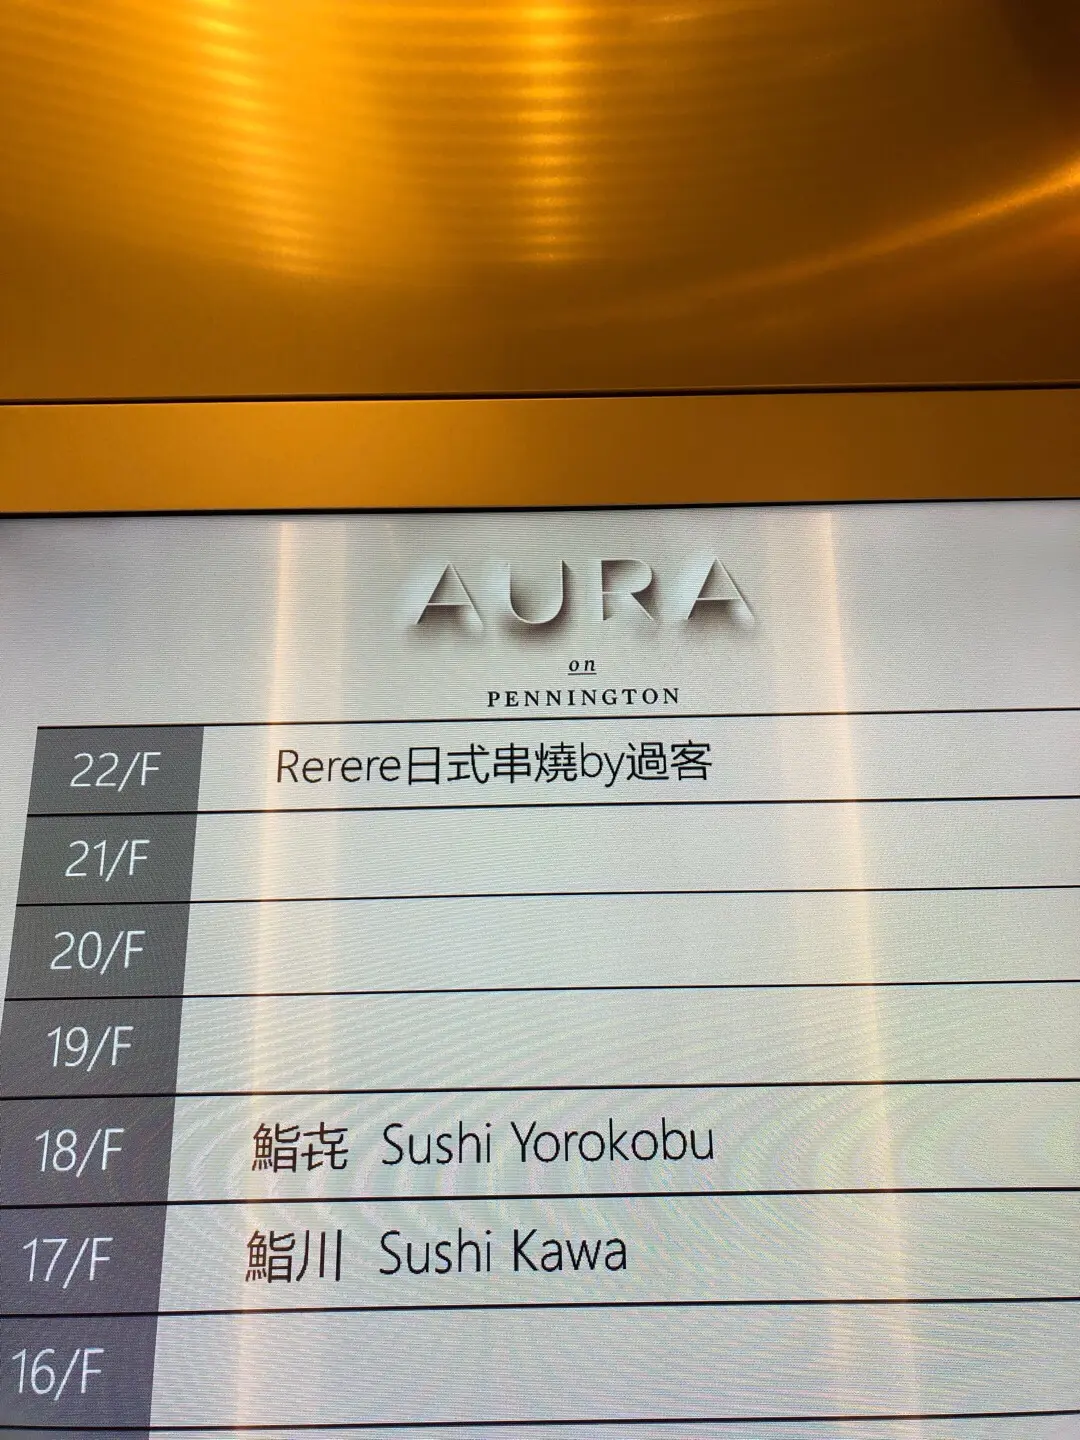 AURA
on
PENNINGTON
22/F Rerere日式串燒by過客
21/F
20/F
19/F
18/F 鮨㐂 Sushi Yorokobu
17/F 鮨川 Sushi Kawa
16/F